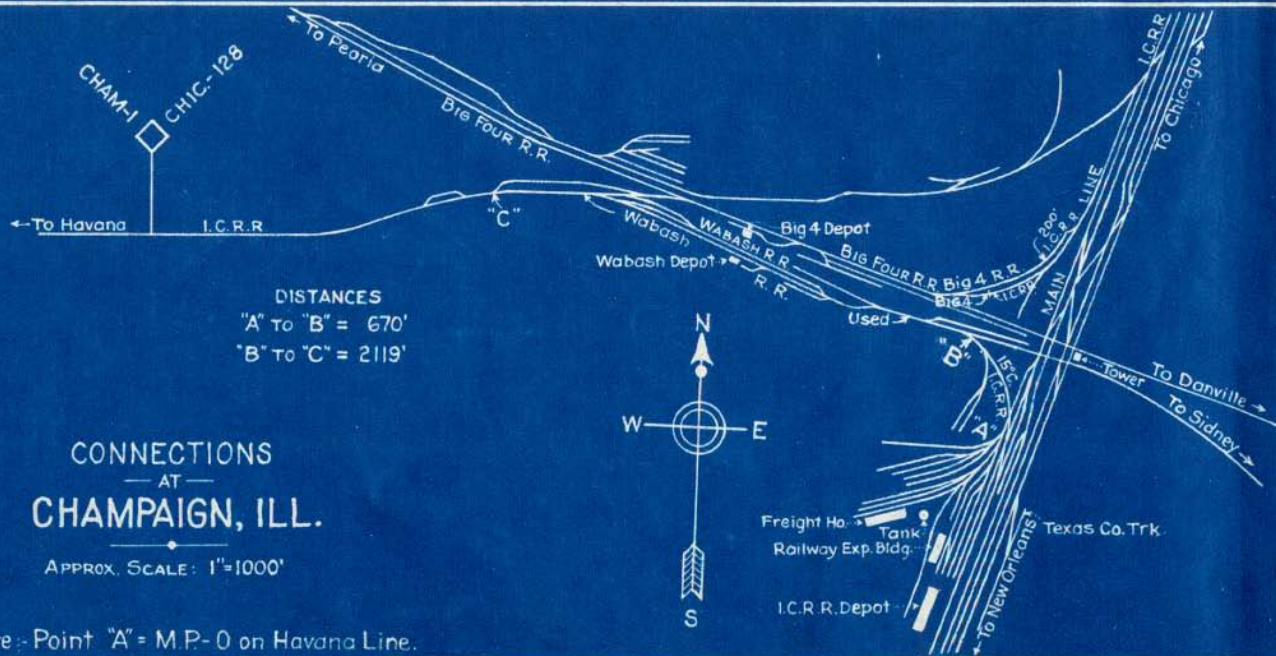 To Peoria
BIG FOUR R.R.
CHAM-1
CHIC.-128
To Havana
I.C.R.R
"C"
Wabash
WABASH R.R.
R.R.
Wabash Depot
Big 4 Depot
BIG FOUR R.R.
Big 4 R.R
Big 4
I.C.RR
200'
I.C.R.R
MAIN LINE
I.C.R.R
To Chicago
Used
"B"
15°C.
I.C.R.R
"A"
Tower
To Danville
To Sidney
DISTANCES
"A" TO "B" = 670'
"B" TO "C" = 2119'
N
W
E
S
CONNECTIONS
AT
CHAMPAIGN, ILL.
APPROX. SCALE: 1"=1000'
Freight Ho.
Tank
Railway Exp. Bldg.
I.C.R.R. Depot
To New Orleans
Texas Co. Trk.
e:- Point "A" = M.P.-0 on Havana Line.